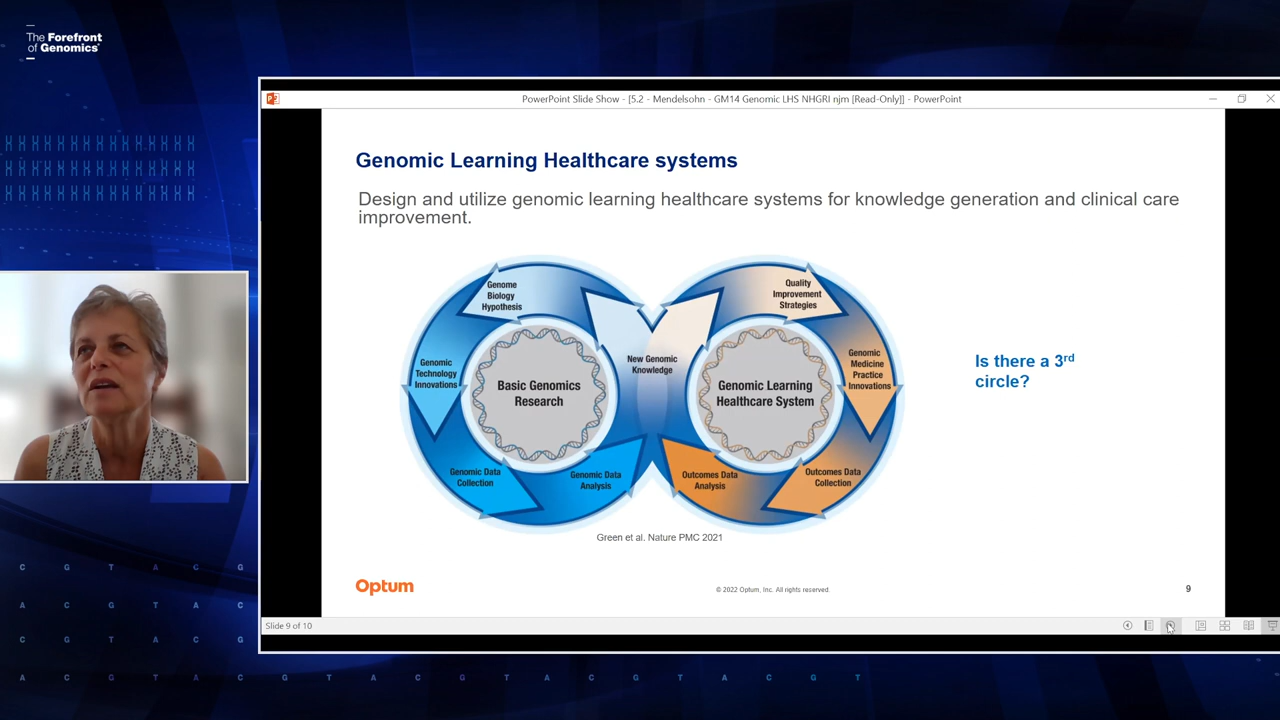 The Forefront
of Genomics®
PowerPoint Slide Show - [5.2 - Mendelsohn - GM14 Genomic LHS NHGRI njm [Read-Only]] - PowerPoint
Genomic Learning Healthcare systems
Design and utilize genomic learning healthcare systems for knowledge generation and clinical care
improvement.
Genome
Biology
Hypothesis
Genomic
Technology
Innovations
Genomic Data
Collection
Genomic Data
Analysis
Basic Genomics
Research
New Genomic
Knowledge
Quality
Improvement
Strategies
Genomic
Medicine
Practice
Innovations
Outcomes Data
Collection
Outcomes Data
Analysis
Genomic Learning
Healthcare System
Is there a 3rd
circle?
Green et al. Nature PMC 2021
Optum
© 2022 Optum, Inc. All rights reserved.
9
Slide 9 of 10
C G T A C G
A C G T A C
C G T A C G
A C G T A C G T A C G T A C G T